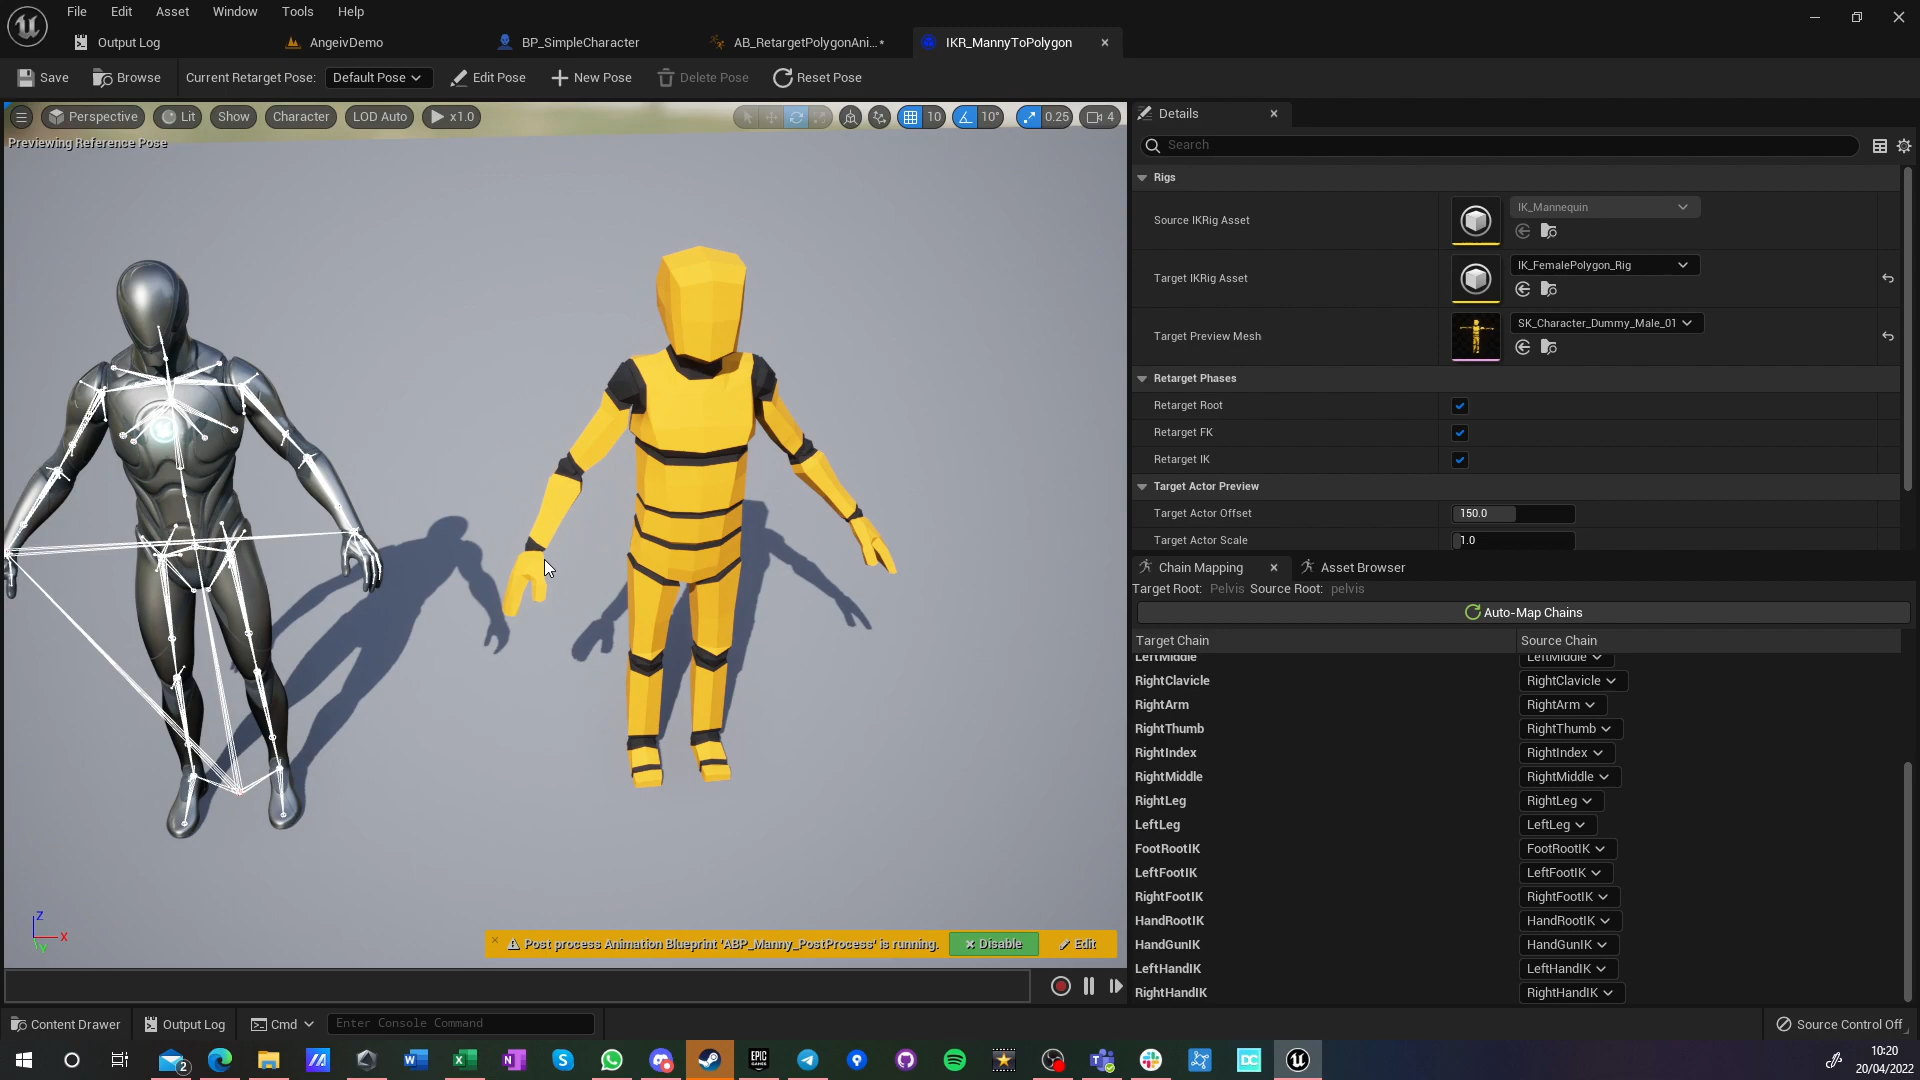 File Edit Asset Window Tools Help
Output Log AngeivDemo BP_SimpleCharacter AB_RetargetPolygonAni...* IKR_MannyToPolygon
Save Browse Current Retarget Pose: Default Pose Edit Pose New Pose Delete Pose Reset Pose
Perspective Lit Show Character LOD Auto x1.0 10 10° 0.25 4
Previewing Reference Pose
Details
Search
Rigs
Source IKRig Asset IK_Mannequin
Target IKRig Asset IK_FemalePolygon_Rig
Target Preview Mesh SK_Character_Dummy_Male_01
Retarget Phases
Retarget Root
Retarget FK
Retarget IK
Target Actor Preview
Target Actor Offset 150.0
Target Actor Scale 1.0
Chain Mapping Asset Browser
Target Root: Pelvis Source Root: pelvis
Auto-Map Chains
Target Chain Source Chain
LeftMiddle LeftMiddle
RightClavicle RightClavicle
RightArm RightArm
RightThumb RightThumb
RightIndex RightIndex
RightMiddle RightMiddle
RightLeg RightLeg
LeftLeg LeftLeg
FootRootIK FootRootIK
LeftFootIK LeftFootIK
RightFootIK RightFootIK
HandRootIK HandRootIK
HandGunIK HandGunIK
LeftHandIK LeftHandIK
RightHandIK RightHandIK
Z
X
Y
Post process Animation Blueprint 'ABP_Manny_PostProcess' is running. Disable Edit
Content Drawer Output Log Cmd Enter Console Command Source Control Off
2
EPIC GAMES
DC
10:20
20/04/2022